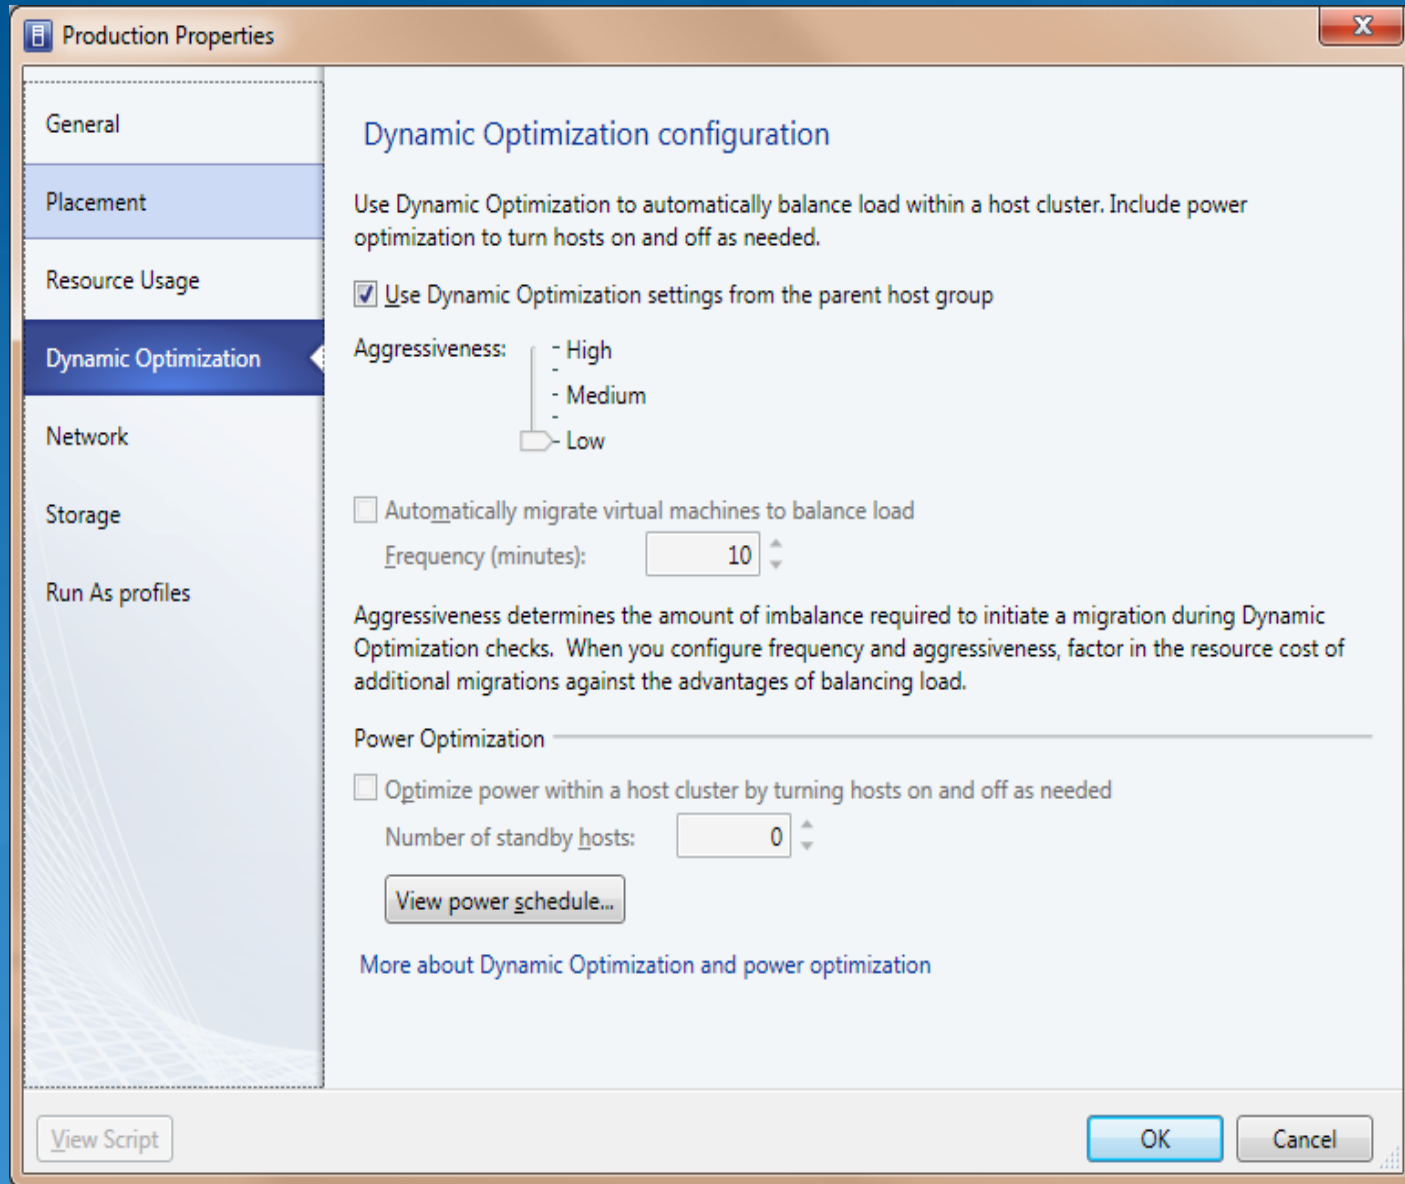 Production Properties
General
Placement
Resource Usage
Dynamic Optimization
Network
Storage
Run As profiles
Dynamic Optimization configuration
Use Dynamic Optimization to automatically balance load within a host cluster. Include power
optimization to turn hosts on and off as needed.
Use Dynamic Optimization settings from the parent host group
Aggressiveness:
High
Medium
Low
Automatically migrate virtual machines to balance load
Frequency (minutes): 10
Aggressiveness determines the amount of imbalance required to initiate a migration during Dynamic
Optimization checks.  When you configure frequency and aggressiveness, factor in the resource cost of
additional migrations against the advantages of balancing load.
Power Optimization
Optimize power within a host cluster by turning hosts on and off as needed
Number of standby hosts: 0
View power schedule...
More about Dynamic Optimization and power optimization
View Script
OK
Cancel